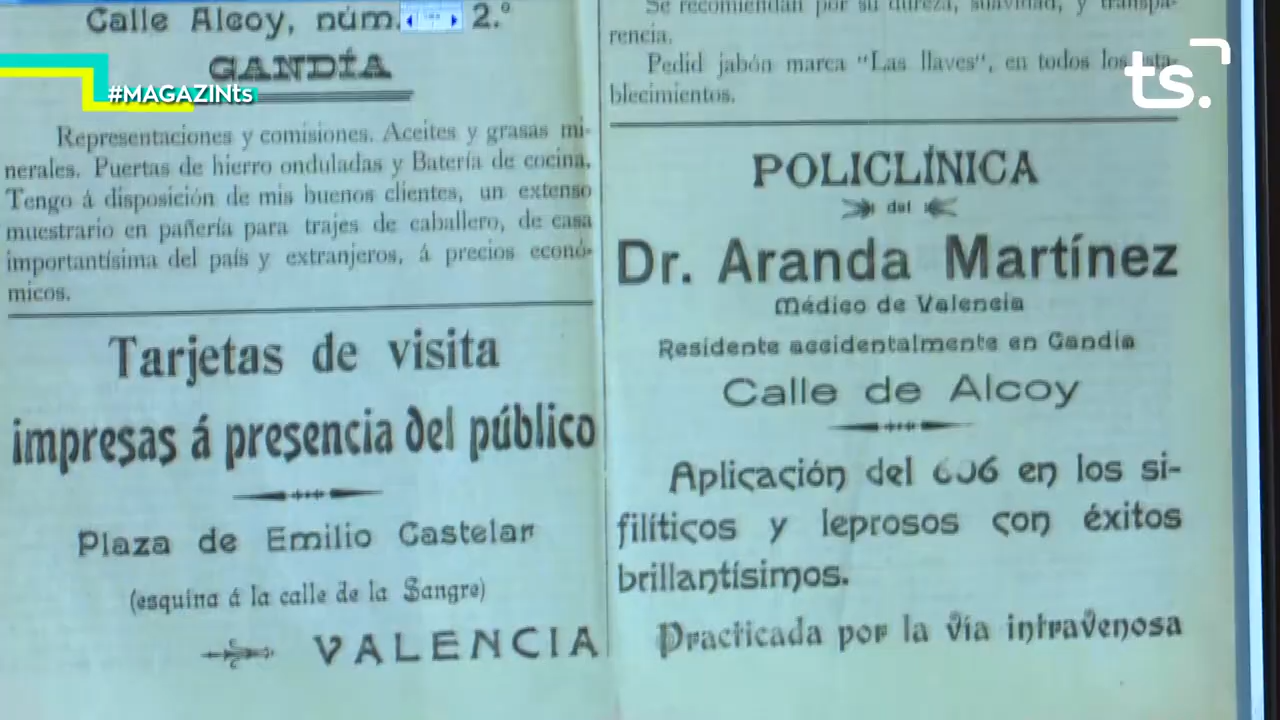 Calle Alcoy, núm. 2.º
GANDÍA
Representaciones y comisiones. Aceites y grasas mi-
nerales. Puertas de hierro onduladas y Batería de cocina.
Tengo á disposición de mis buenos clientes, un extenso
muestrario en pañería para trajes de caballero, de casa
importantísima del país y extranjeros, á precios econó-
micos.
Tarjetas de visita
impresas á presencia del público
Plaza de Emilio Castelar
(esquina á la calle de la Sangre)
VALENCIA
Se recomiendan por su dureza, suavidad, y transpa-
rencia.
Pedid jabón marca "Las llaves", en todos los esta-
blecimientos.
POLICLÍNICA
del
Dr. Aranda Martínez
Médico de Valencia
Residente accidentalmente en Gandía
Calle de Alcoy
Aplicación del 606 en los si-
filíticos y leprosos con éxitos
brillantísimos.
Practicada por la vía intravenosa
#MAGAZINts
ts.